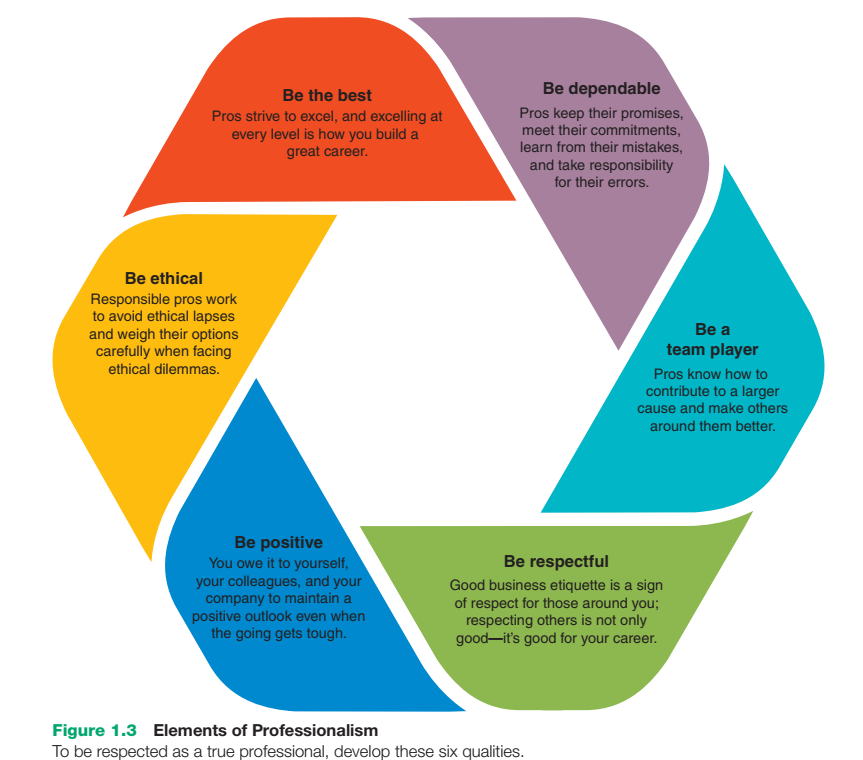 Be the best
Pros strive to excel, and excelling at
every level is how you build a
great career.
Be dependable
Pros keep their promises,
meet their commitments,
learn from their mistakes,
and take responsibility
for their errors.
Be a
team player
Pros know how to
contribute to a larger
cause and make others
around them better.
Be respectful
Good business etiquette is a sign
of respect for those around you;
respecting others is not only
good—it's good for your career.
Be positive
You owe it to yourself,
your colleagues, and your
company to maintain a
positive outlook even when
the going gets tough.
Be ethical
Responsible pros work
to avoid ethical lapses
and weigh their options
carefully when facing
ethical dilemmas.
Figure 1.3 Elements of Professionalism
To be respected as a true professional, develop these six qualities.